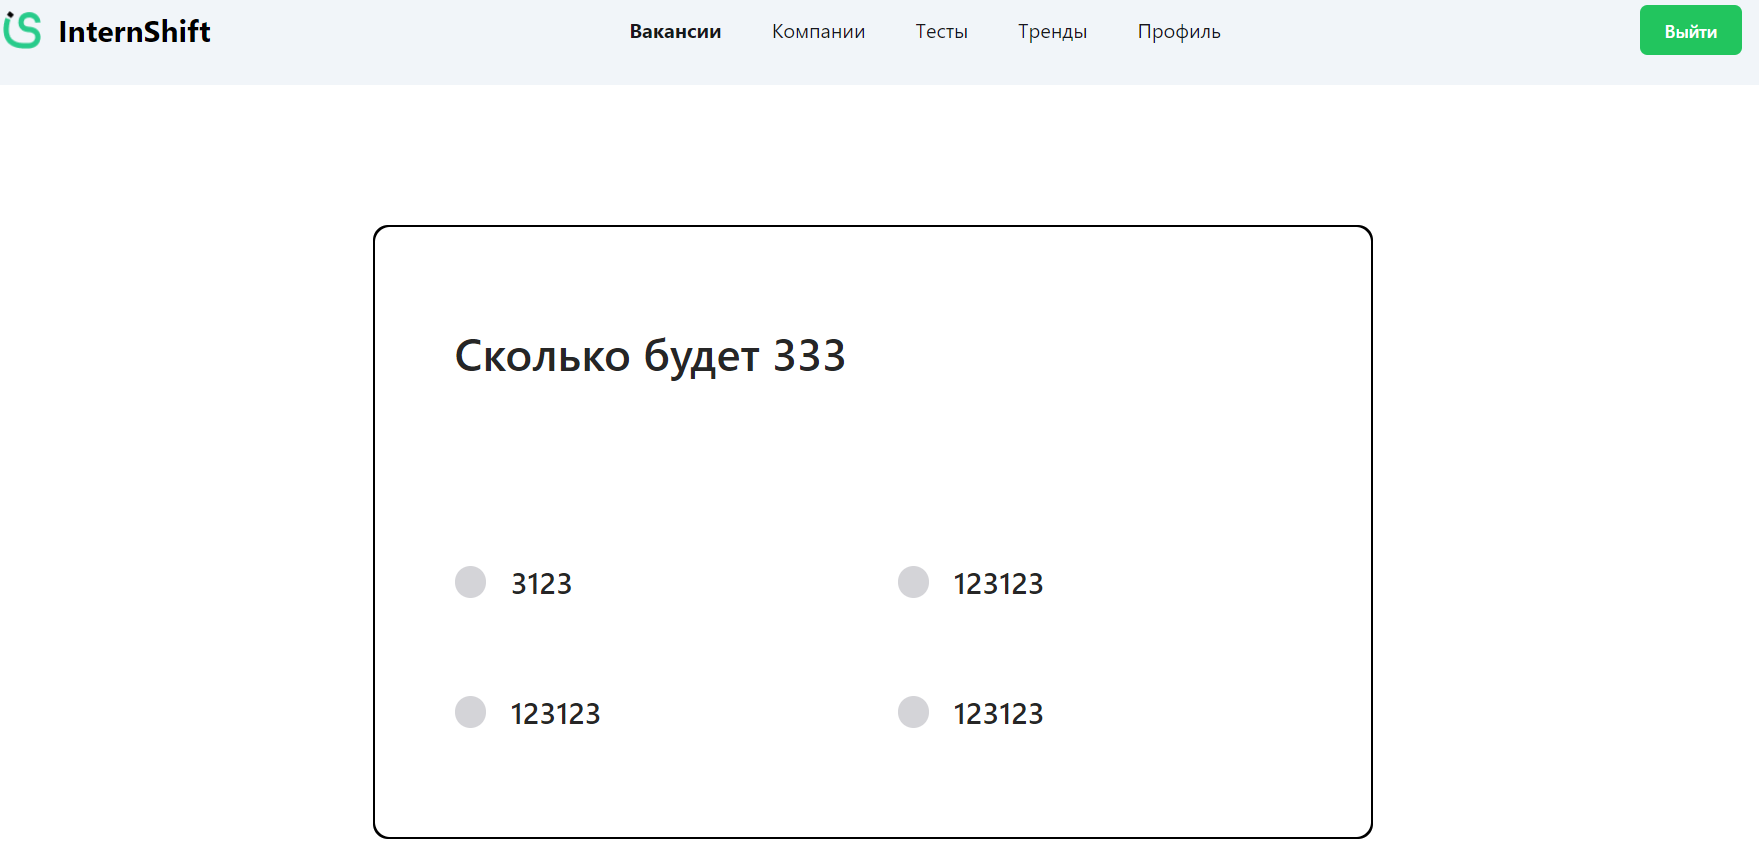 InternShift
Вакансии Компании Тесты Тренды Профиль
Выйти
Сколько будет 333
3123
123123
123123
123123